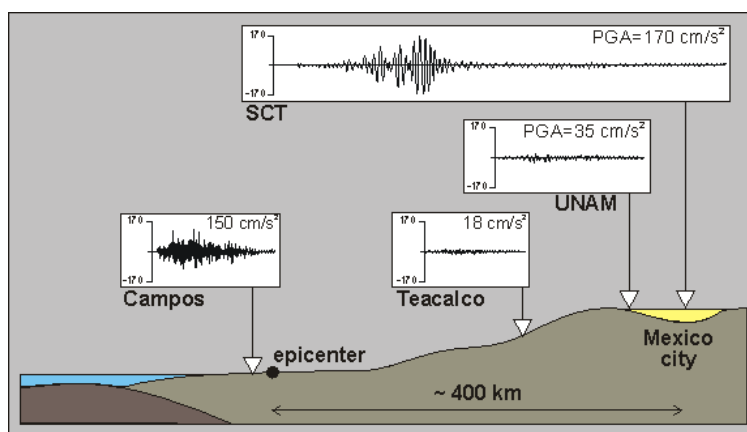 170
PGA=170 cm/s²
-170
SCT
170
PGA=35 cm/s²
-170
UNAM
170
150 cm/s²
-170
Campos
170
18 cm/s²
-170
Teacalco
epicenter
Mexico
city
~ 400 km